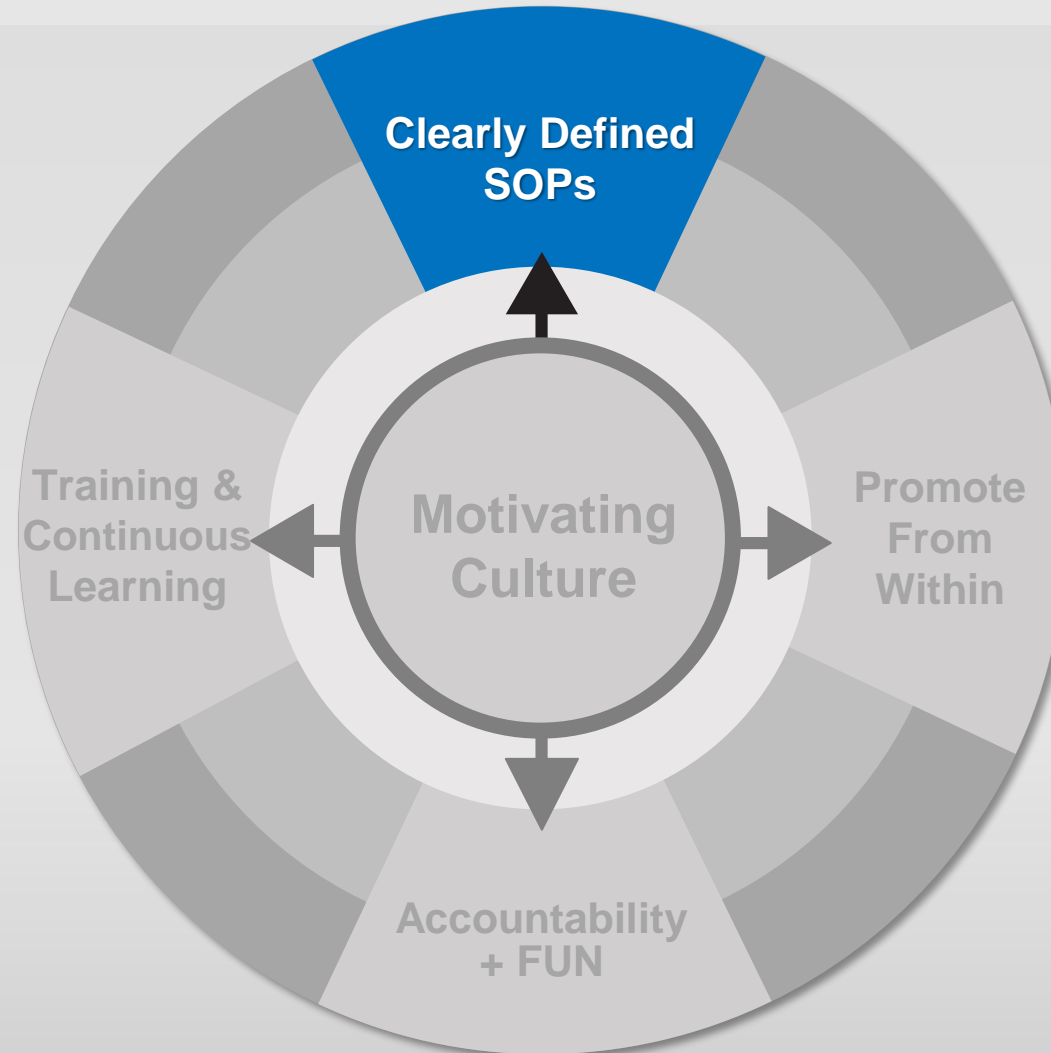 Clearly Defined
SOPs
Training &
Continuous
Learning
Motivating
Culture
Promote
From
Within
Accountability
+ FUN